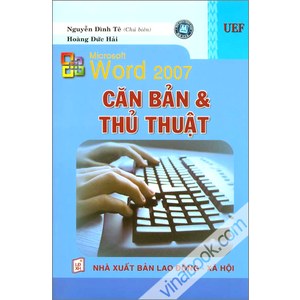 Nguyễn Đình Tê (Chủ biên)
Hoàng Đức Hải
UEF
Microsoft
Word 2007
CĂN BẢN &
THỦ THUẬT
vinabook.com
NHÀ XUẤT BẢN LAO ĐỘNG - XÃ HỘI